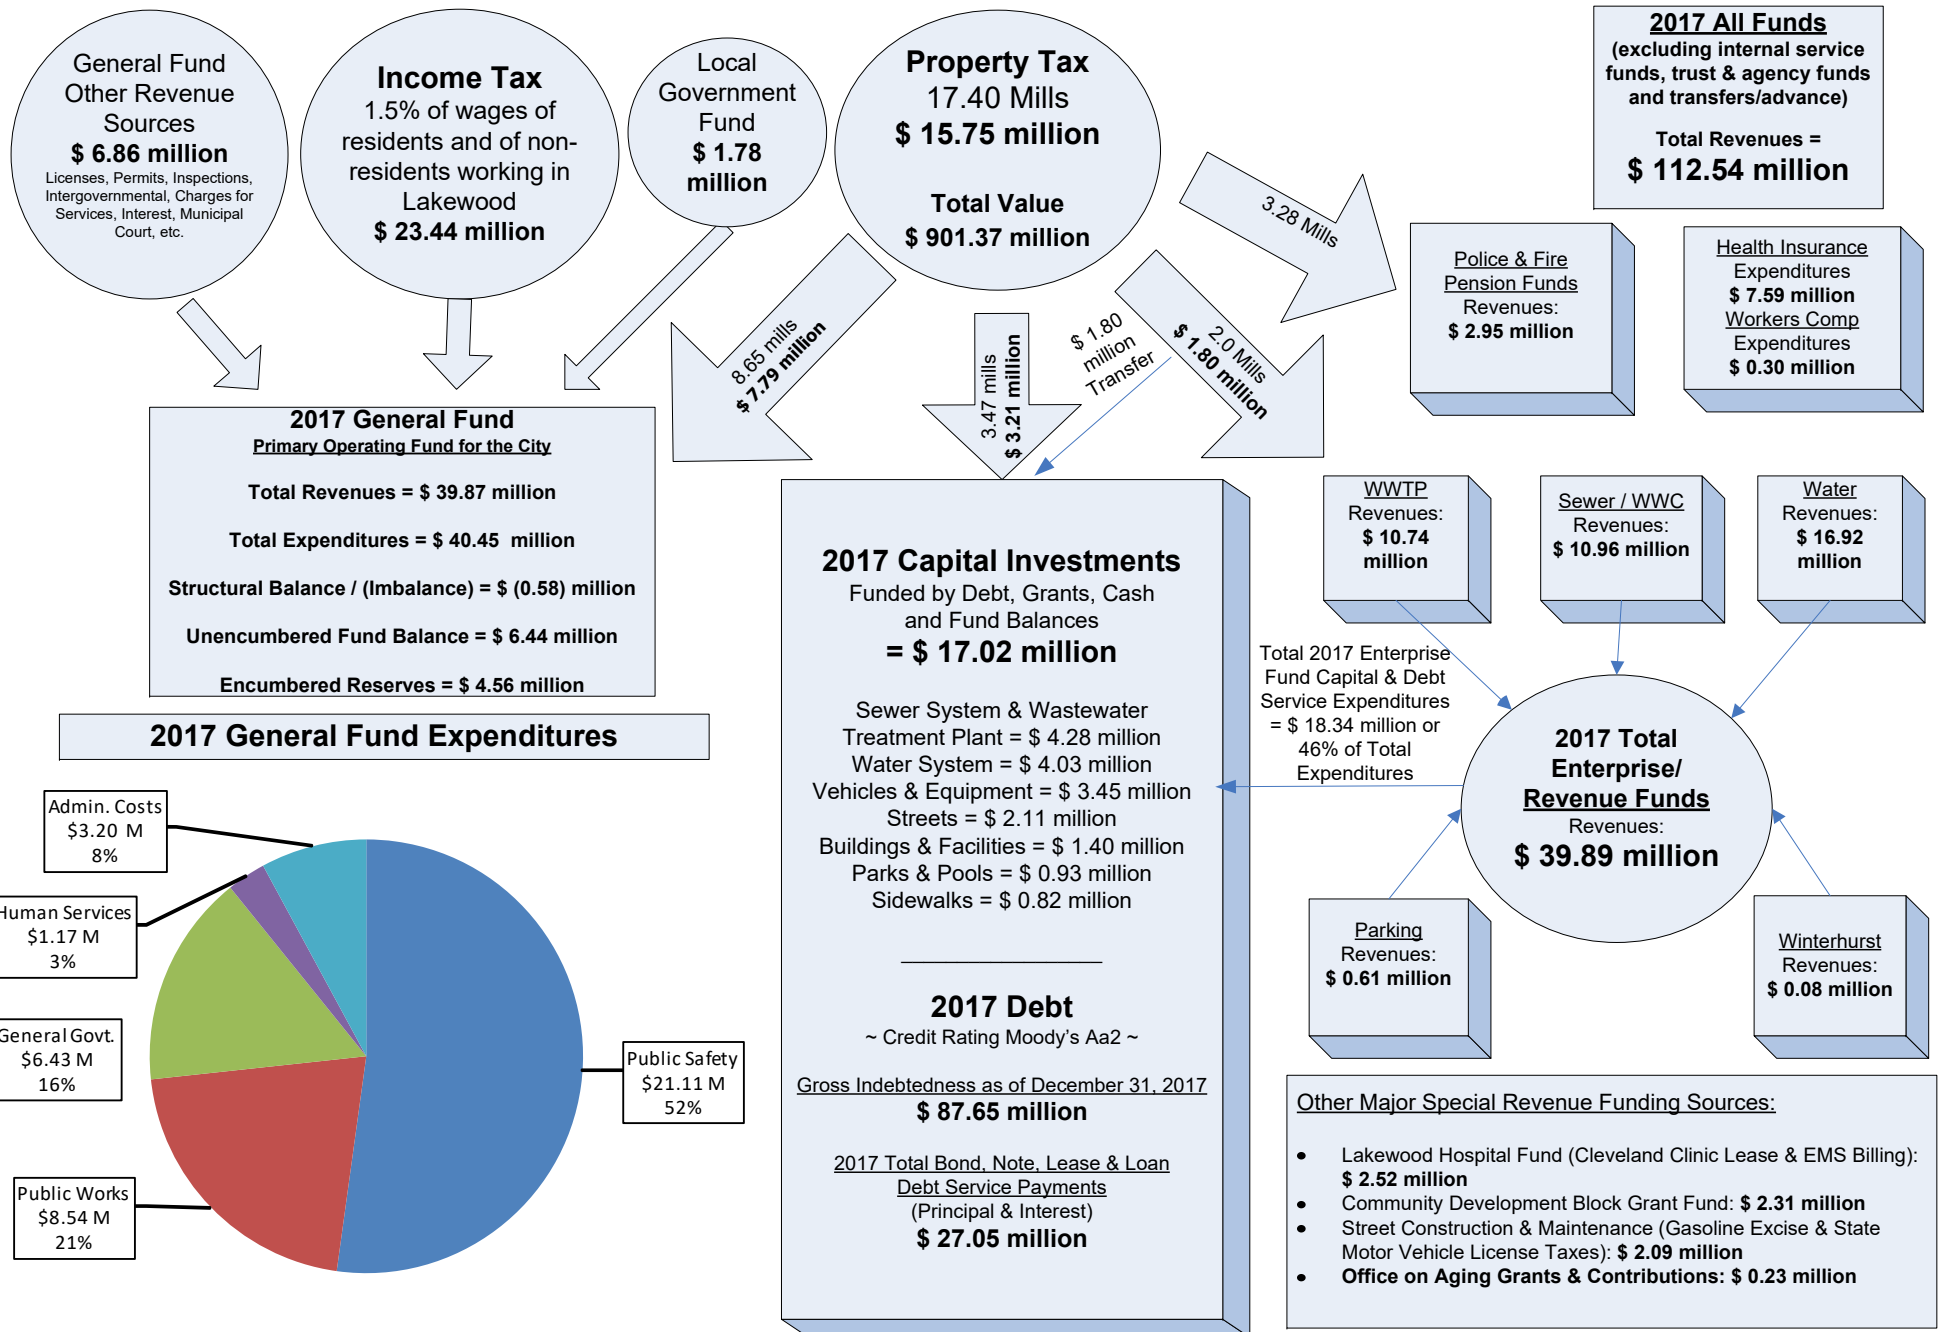 General Fund
Other Revenue
Sources
$ 6.86 million
Licenses, Permits, Inspections,
Intergovernmental, Charges for
Services, Interest, Municipal
Court, etc.
Income Tax
1.5% of wages of
residents and of non-
residents working in
Lakewood
$ 23.44 million
Local
Government
Fund
$ 1.78
million
Property Tax
17.40 Mills
$ 15.75 million
Total Value
$ 901.37 million
2017 All Funds
(excluding internal service
funds, trust & agency funds
and transfers/advance)
Total Revenues =
$ 112.54 million
3.28 Mills
Police & Fire
Pension Funds
Revenues:
$ 2.95 million
Health Insurance
Expenditures
$ 7.59 million
Workers Comp
Expenditures
$ 0.30 million
8.65 mills
$ 7.79 million
3.47 mills
$ 3.21 million
$ 1.80
million
Transfer
2.0 Mills
$ 1.80 million
2017 General Fund
Primary Operating Fund for the City
Total Revenues = $ 39.87 million
Total Expenditures = $ 40.45 million
Structural Balance / (Imbalance) = $ (0.58) million
Unencumbered Fund Balance = $ 6.44 million
Encumbered Reserves = $ 4.56 million
2017 General Fund Expenditures
Admin. Costs
$3.20 M
8%
Human Services
$1.17 M
3%
General Govt.
$6.43 M
16%
Public Works
$8.54 M
21%
Public Safety
$21.11 M
52%
2017 Capital Investments
Funded by Debt, Grants, Cash
and Fund Balances
= $ 17.02 million
Sewer System & Wastewater
Treatment Plant = $ 4.28 million
Water System = $ 4.03 million
Vehicles & Equipment = $ 3.45 million
Streets = $ 2.11 million
Buildings & Facilities = $ 1.40 million
Parks & Pools = $ 0.93 million
Sidewalks = $ 0.82 million
2017 Debt
~ Credit Rating Moody's Aa2 ~
Gross Indebtedness as of December 31, 2017
$ 87.65 million
2017 Total Bond, Note, Lease & Loan
Debt Service Payments
(Principal & Interest)
$ 27.05 million
WWTP
Revenues:
$ 10.74
million
Sewer / WWC
Revenues:
$ 10.96 million
Water
Revenues:
$ 16.92
million
Total 2017 Enterprise
Fund Capital & Debt
Service Expenditures
= $ 18.34 million or
46% of Total
Expenditures
2017 Total
Enterprise/
Revenue Funds
Revenues:
$ 39.89 million
Parking
Revenues:
$ 0.61 million
Winterhurst
Revenues:
$ 0.08 million
Other Major Special Revenue Funding Sources:
• Lakewood Hospital Fund (Cleveland Clinic Lease & EMS Billing):
$ 2.52 million
• Community Development Block Grant Fund: $ 2.31 million
• Street Construction & Maintenance (Gasoline Excise & State
Motor Vehicle License Taxes): $ 2.09 million
• Office on Aging Grants & Contributions: $ 0.23 million